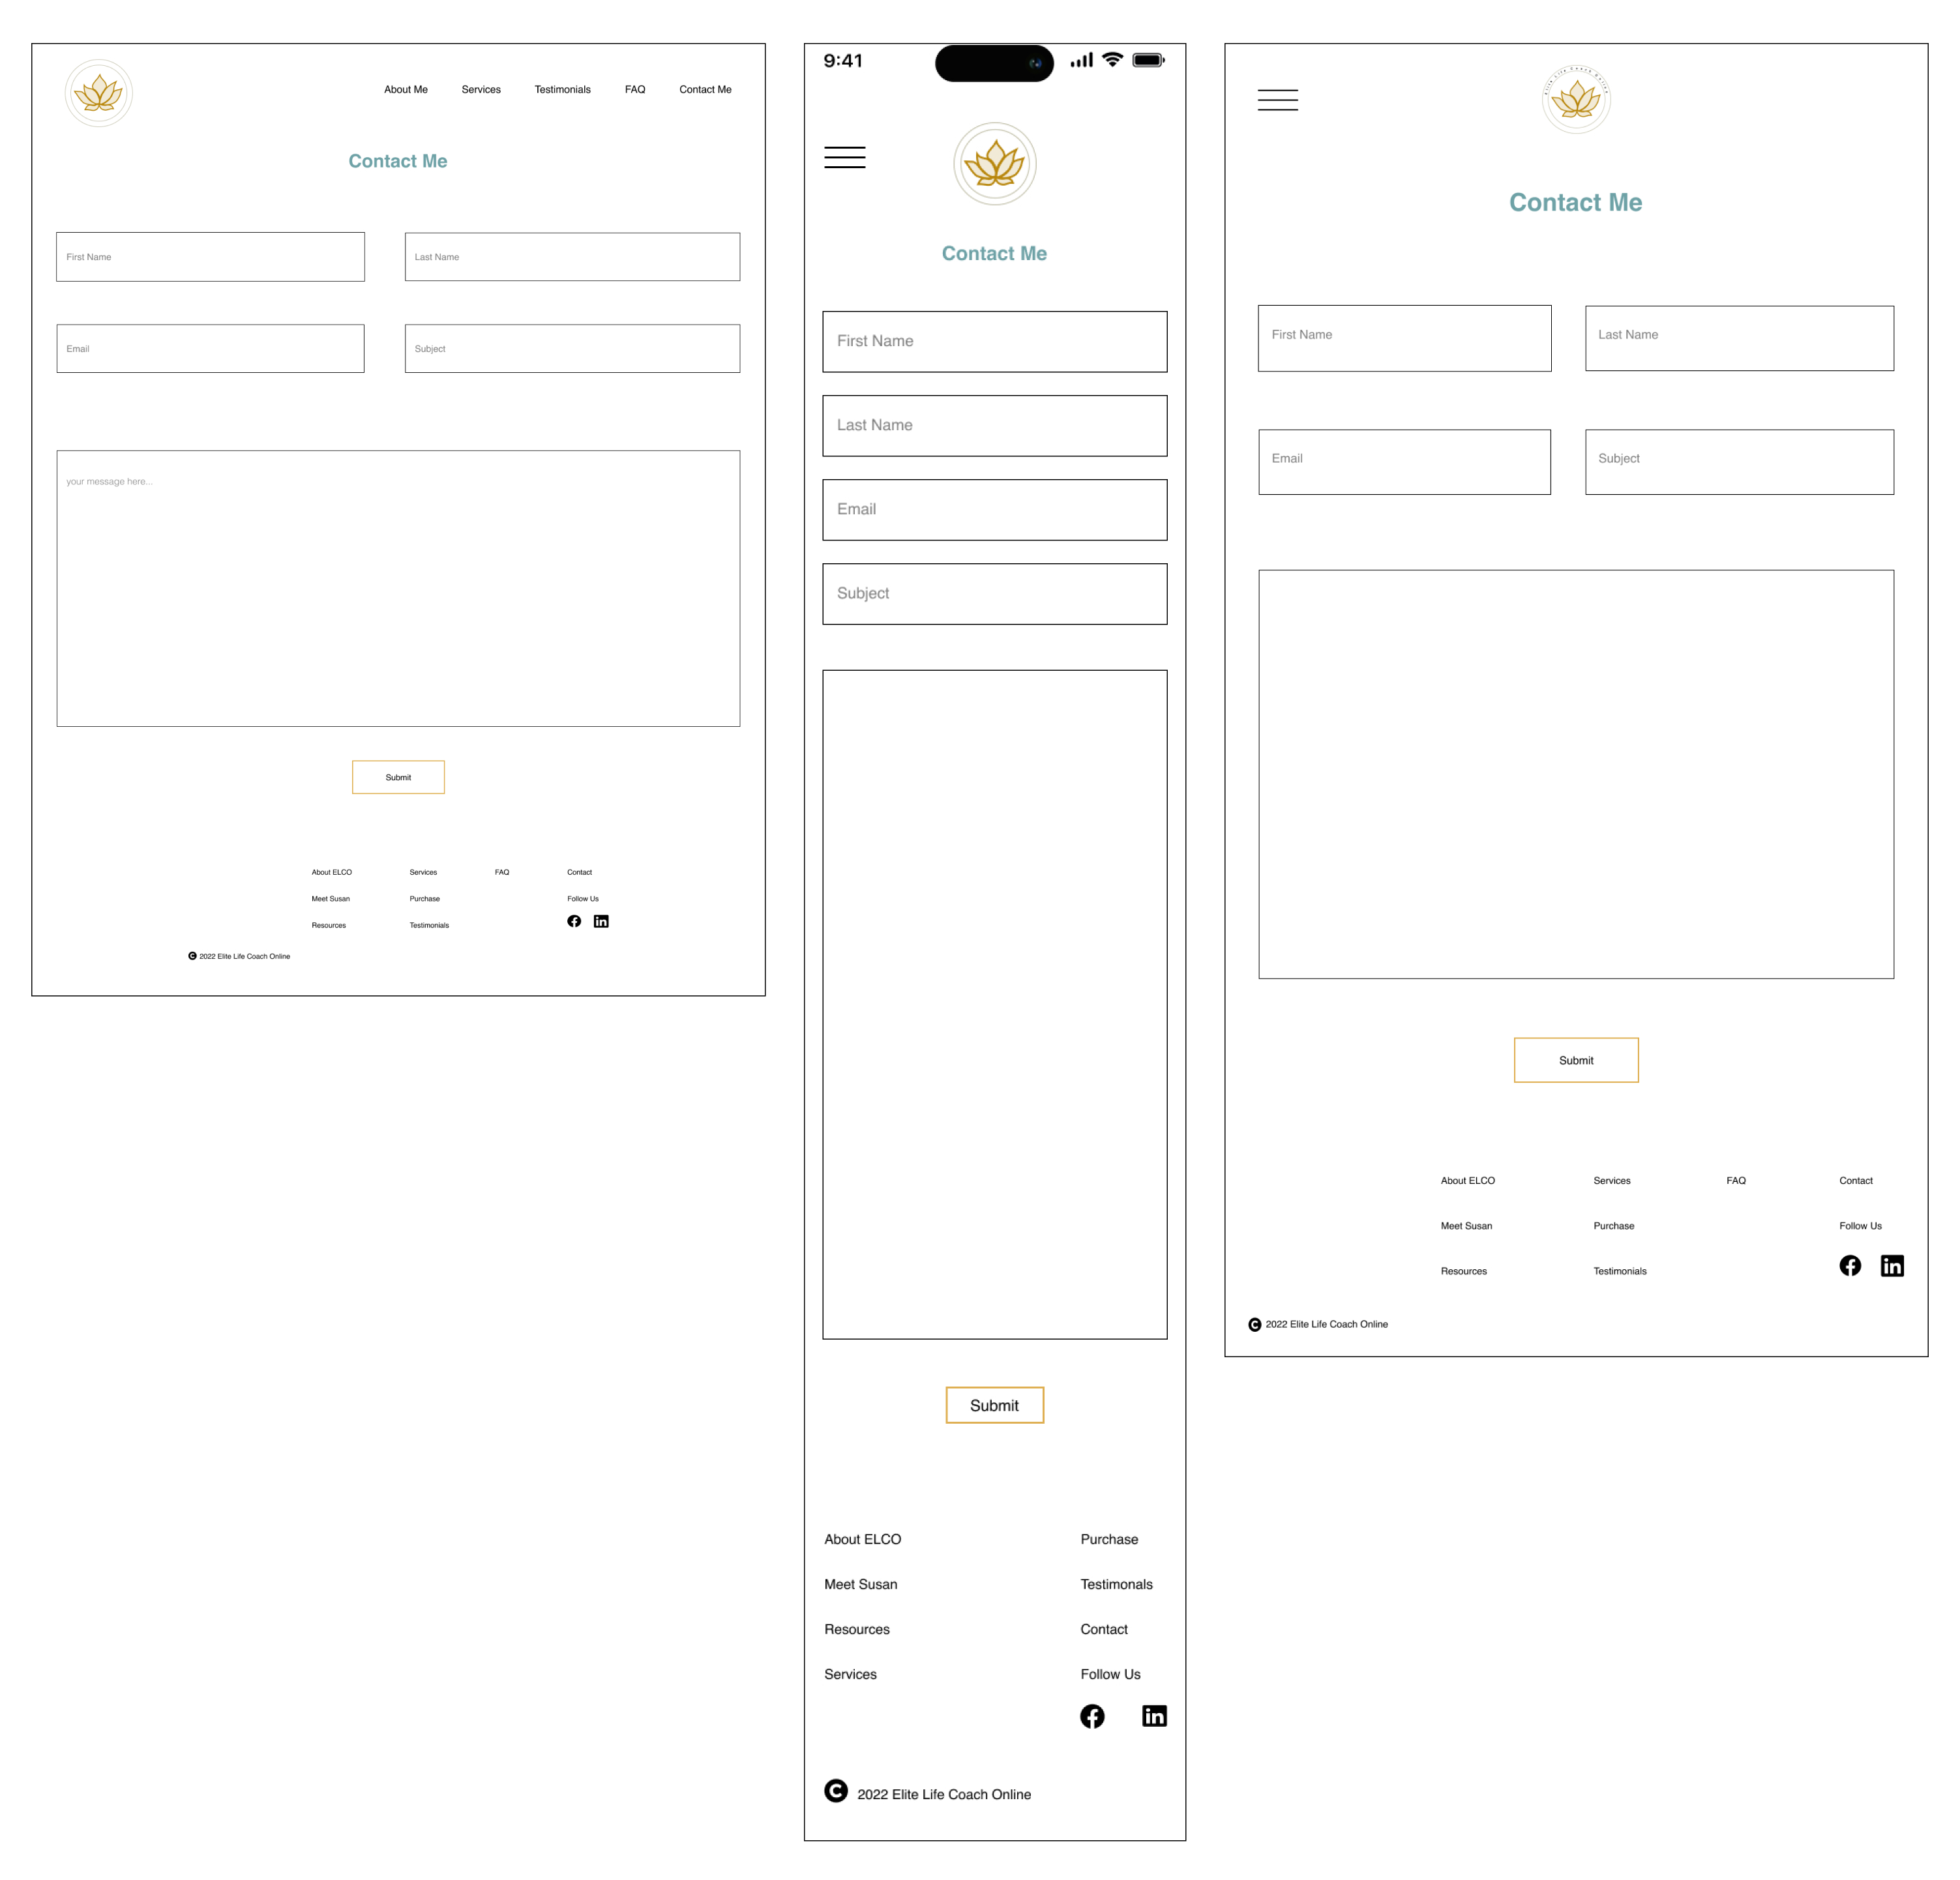 About Me Services Testimonials FAQ Contact Me
Contact Me
First Name Last Name
Email Subject
your message here...
Submit
About ELCO Services FAQ Contact
Meet Susan Purchase Follow Us
Resources Testimonials
2022 Elite Life Coach Online
9:41
Contact Me
First Name
Last Name
Email
Subject
Submit
About ELCO Purchase
Meet Susan Testimonals
Resources Contact
Services Follow Us
2022 Elite Life Coach Online
Elite Life Coach Online
Contact Me
First Name Last Name
Email Subject
Submit
About ELCO Services FAQ Contact
Meet Susan Purchase Follow Us
Resources Testimonials
2022 Elite Life Coach Online